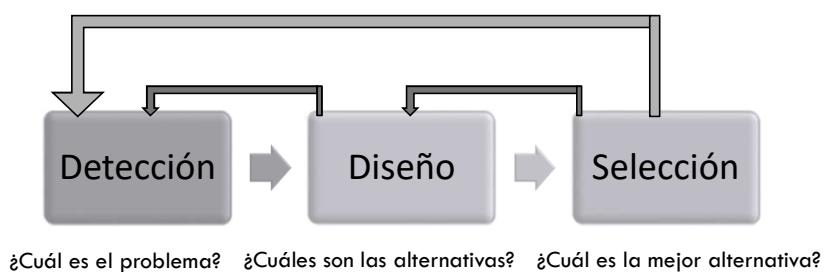 Detección Diseño Selección
¿Cuál es el problema? ¿Cuáles son las alternativas? ¿Cuál es la mejor alternativa?